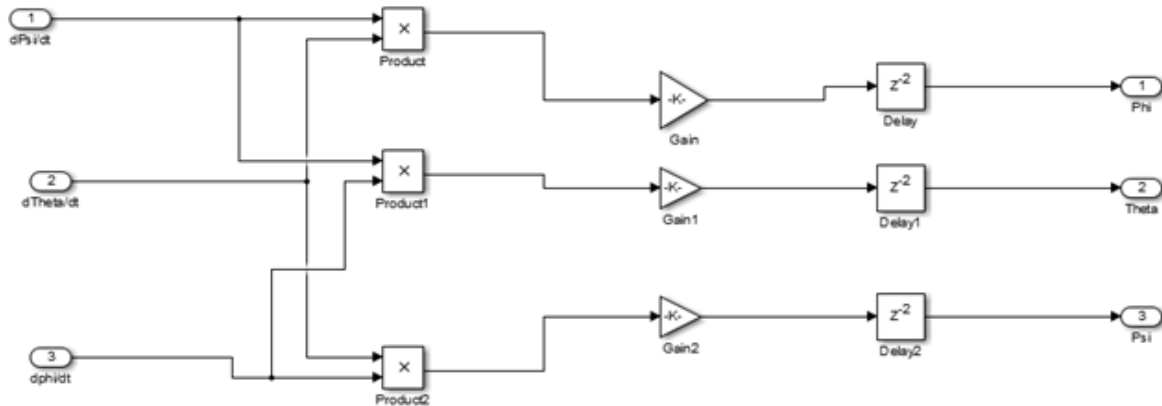 1
dPsi/dt
×
Product
-K-
Gain
z-2
Delay
1
Phi
2
dTheta/dt
×
Product1
-K-
Gain1
z-2
Delay1
2
Theta
3
dphi/dt
×
Product2
-K-
Gain2
z-2
Delay2
3
Psi